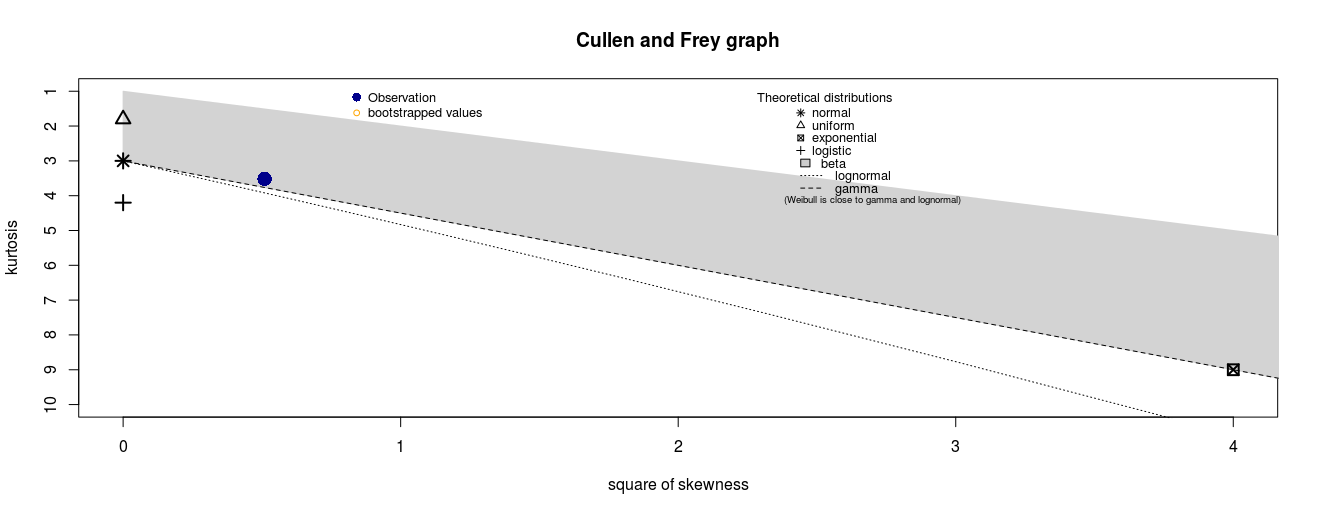 Cullen and Frey graph
Observation
bootstrapped values
Theoretical distributions
normal
uniform
exponential
logistic
beta
lognormal
gamma
(Weibull is close to gamma and lognormal)
kurtosis
1
2
3
4
5
6
7
8
9
10
0 1 2 3 4
square of skewness